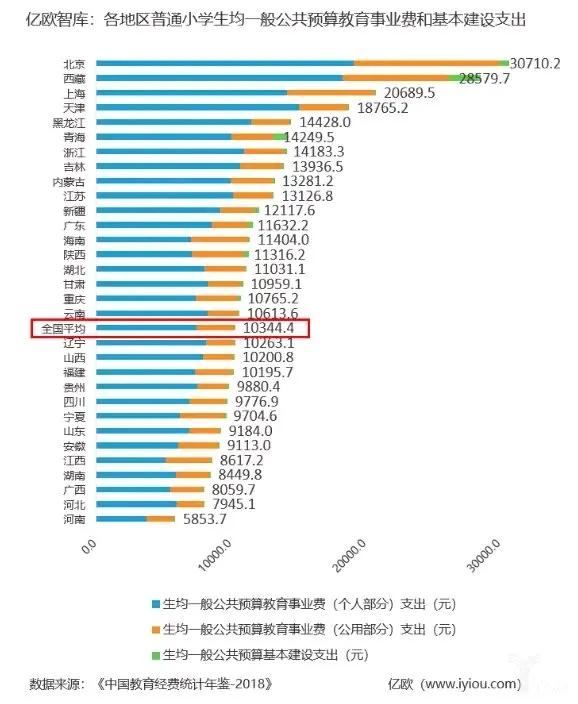 亿欧智库：各地区普通小学生均一般公共预算教育事业费和基本建设支出
北京 30710.2
西藏 28579.7
上海 20689.5
天津 18765.2
黑龙江 14428.0
青海 14249.5
浙江 14183.3
吉林 13936.5
内蒙古 13281.2
江苏 13126.8
新疆 12117.6
广东 11632.2
海南 11404.0
陕西 11316.2
湖北 11031.1
甘肃 10959.1
重庆 10765.2
云南 10613.6
全国平均 10344.4
辽宁 10263.1
山西 10200.8
福建 10195.7
贵州 9880.4
四川 9776.9
宁夏 9704.6
山东 9184.0
安徽 9113.0
江西 8617.2
湖南 8449.8
广西 8059.7
河北 7945.1
河南 5853.7
0.0 10000.0 20000.0 30000.0
生均一般公共预算教育事业费（个人部分）支出（元）
生均一般公共预算教育事业费（公用部分）支出（元）
生均一般公共预算基本建设支出（元）
数据来源：《中国教育经费统计年鉴-2018》 亿欧（www.iyiou.com）